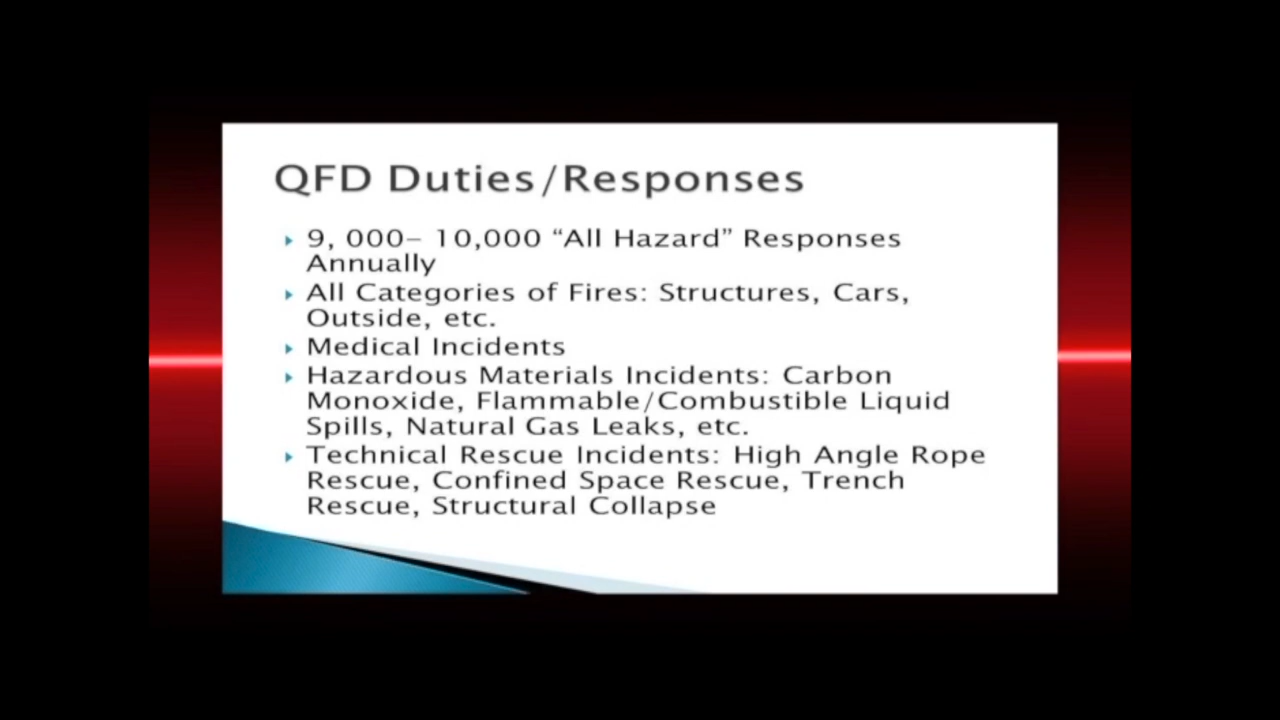 QFD Duties/Responses
9, 000– 10,000 “All Hazard” Responses
Annually
All Categories of Fires: Structures, Cars,
Outside, etc.
Medical Incidents
Hazardous Materials Incidents: Carbon
Monoxide, Flammable/Combustible Liquid
Spills, Natural Gas Leaks, etc.
Technical Rescue Incidents: High Angle Rope
Rescue, Confined Space Rescue, Trench
Rescue, Structural Collapse